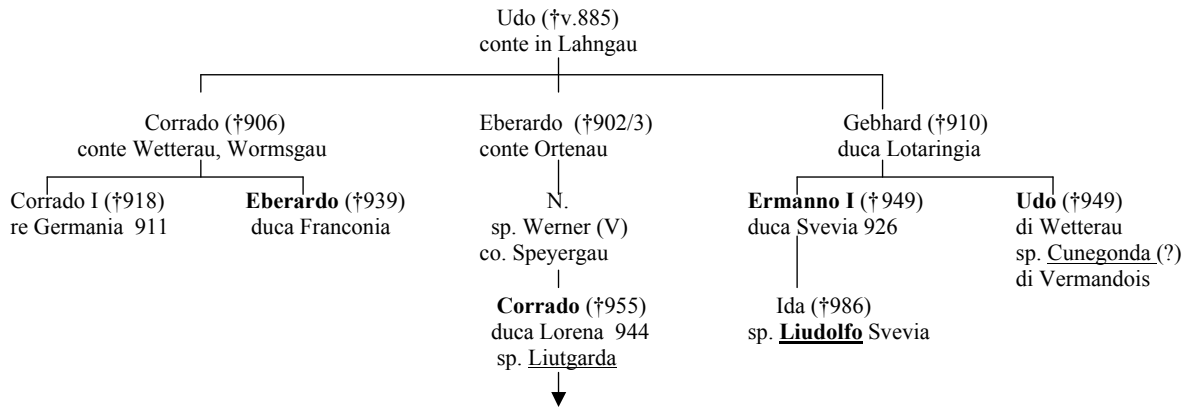 Udo (†v.885)
conte in Lahngau
Corrado (†906)
conte Wetterau, Wormsgau
Eberardo (†902/3)
conte Ortenau
Gebhard (†910)
duca Lotaringia
Corrado I (†918)
re Germania 911
Eberardo (†939)
duca Franconia
N.
sp. Werner (V)
co. Speyergau
Ermanno I (†949)
duca Svevia 926
Udo (†949)
di Wetterau
sp. Cunegonda (?)
di Vermandois
Corrado (†955)
duca Lorena 944
sp. Liutgarda
Ida (†986)
sp. Liudolfo Svevia